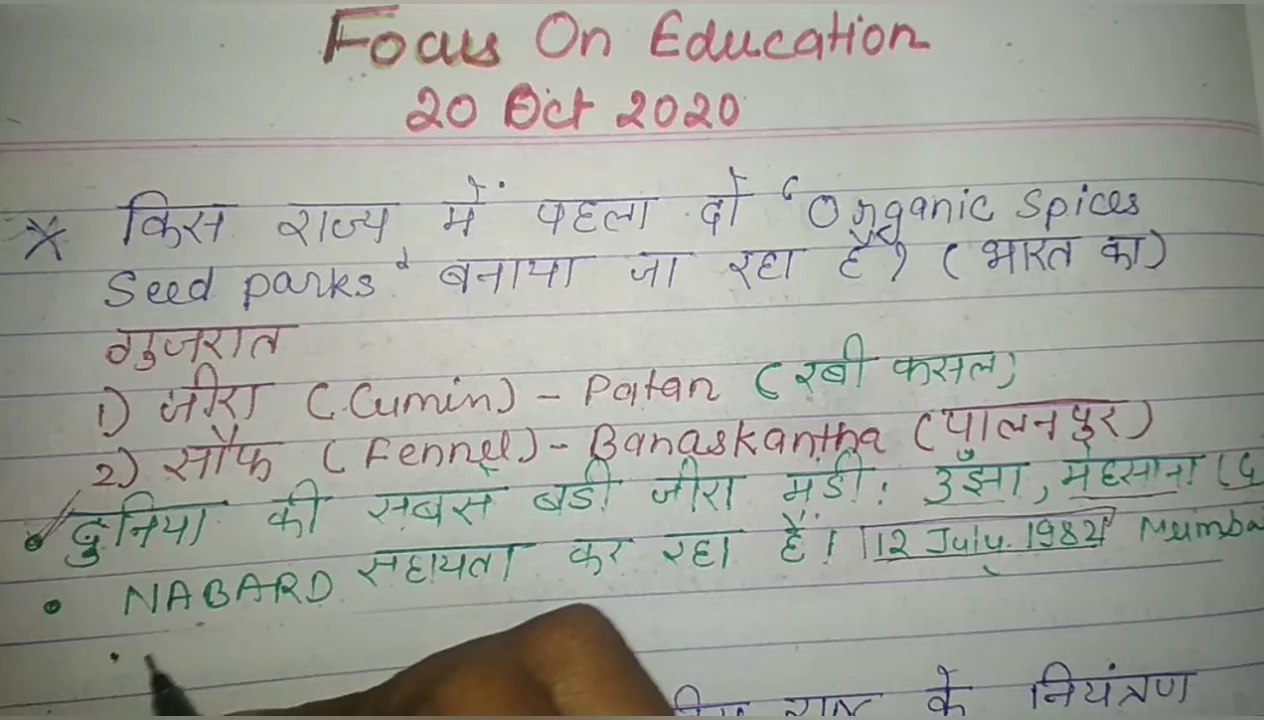 Focus On Education
20 Oct 2020
* किस राज्य में पहला दो "Organic Spices
Seed parks" बनाया जा रहा है? (भारत का)
गुजरात
1) जीरा (Cumin) - Patan (रबी फसल)
2) सौंफ (Fennel) - Banaskantha (पालनपुर)
• दुनिया की सबसे बडी जीरा मंडी: उँझा, मेहसाना (
• NABARD सहायता कर रहा है। 12 July 1982 Mumba
के नियंत्रण